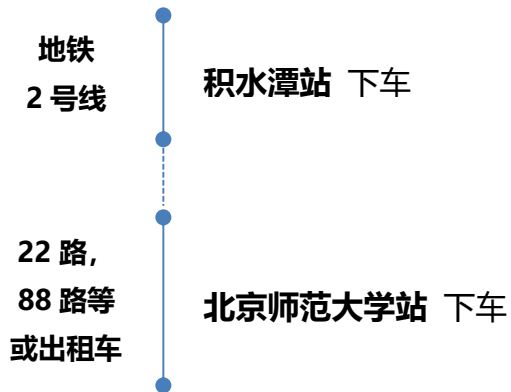 地铁
2 号线
积水潭站 下车
22 路，
88 路等
或出租车
北京师范大学站 下车